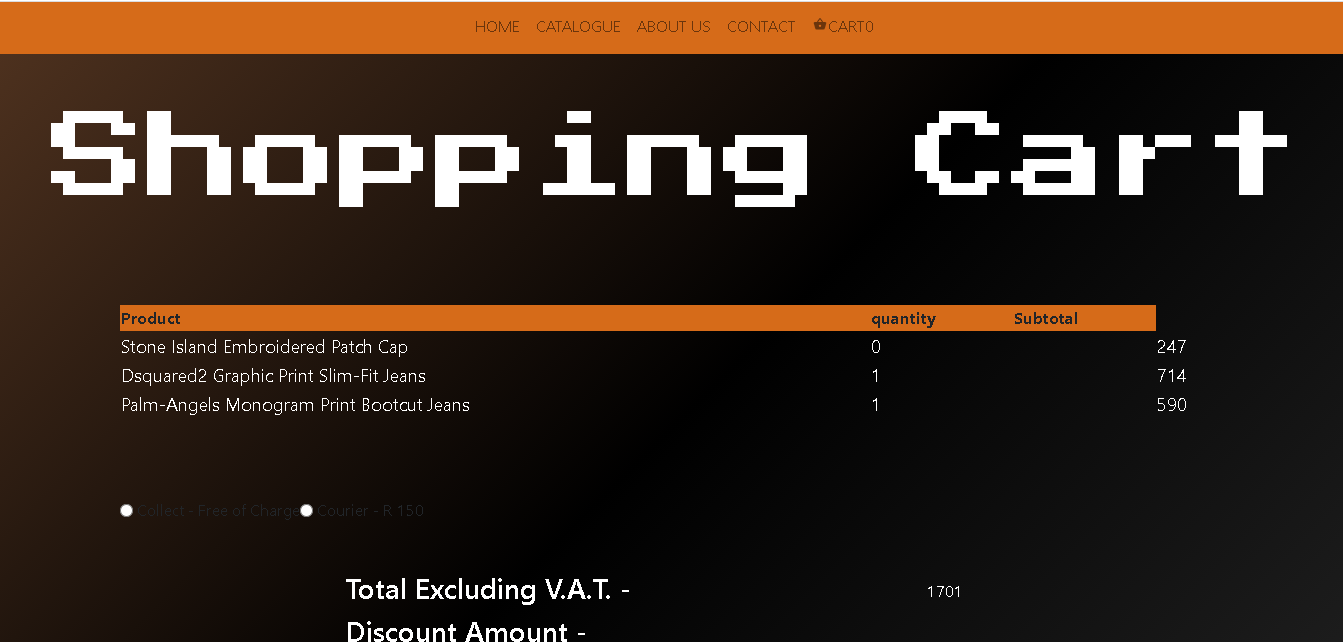 HOME CATALOGUE ABOUT US CONTACT CART0
Shopping Cart
Product quantity Subtotal
Stone Island Embroidered Patch Cap 0 247
Dsquared2 Graphic Print Slim-Fit Jeans 1 714
Palm-Angels Monogram Print Bootcut Jeans 1 590
Collect - Free of Charge Courier - R 150
Total Excluding V.A.T. - 1701
Discount Amount -